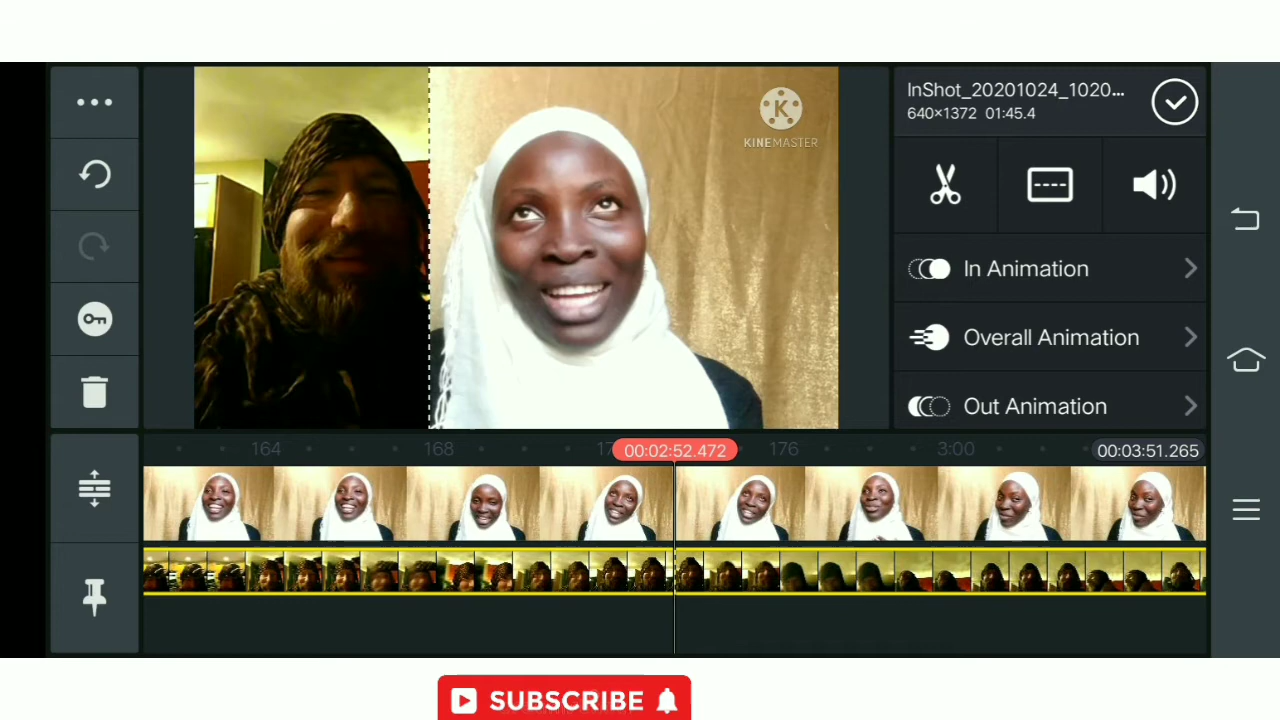 InShot_20201024_1020...
640×1372 01:45.4
KINEMASTER
In Animation
Overall Animation
Out Animation
164
168
00:02:52.472
176
3:00
00:03:51.265
SUBSCRIBE